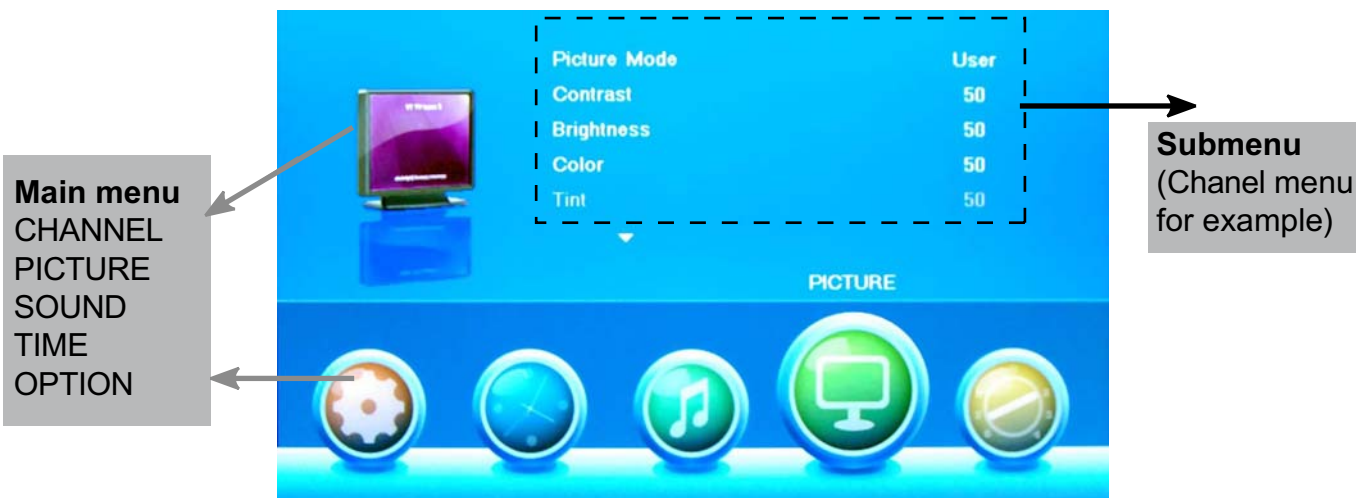 Main menu
CHANNEL
PICTURE
SOUND
TIME
OPTION
Picture Mode User
Contrast 50
Brightness 50
Color 50
Tint 50
PICTURE
Submenu
(Chanel menu
for example)